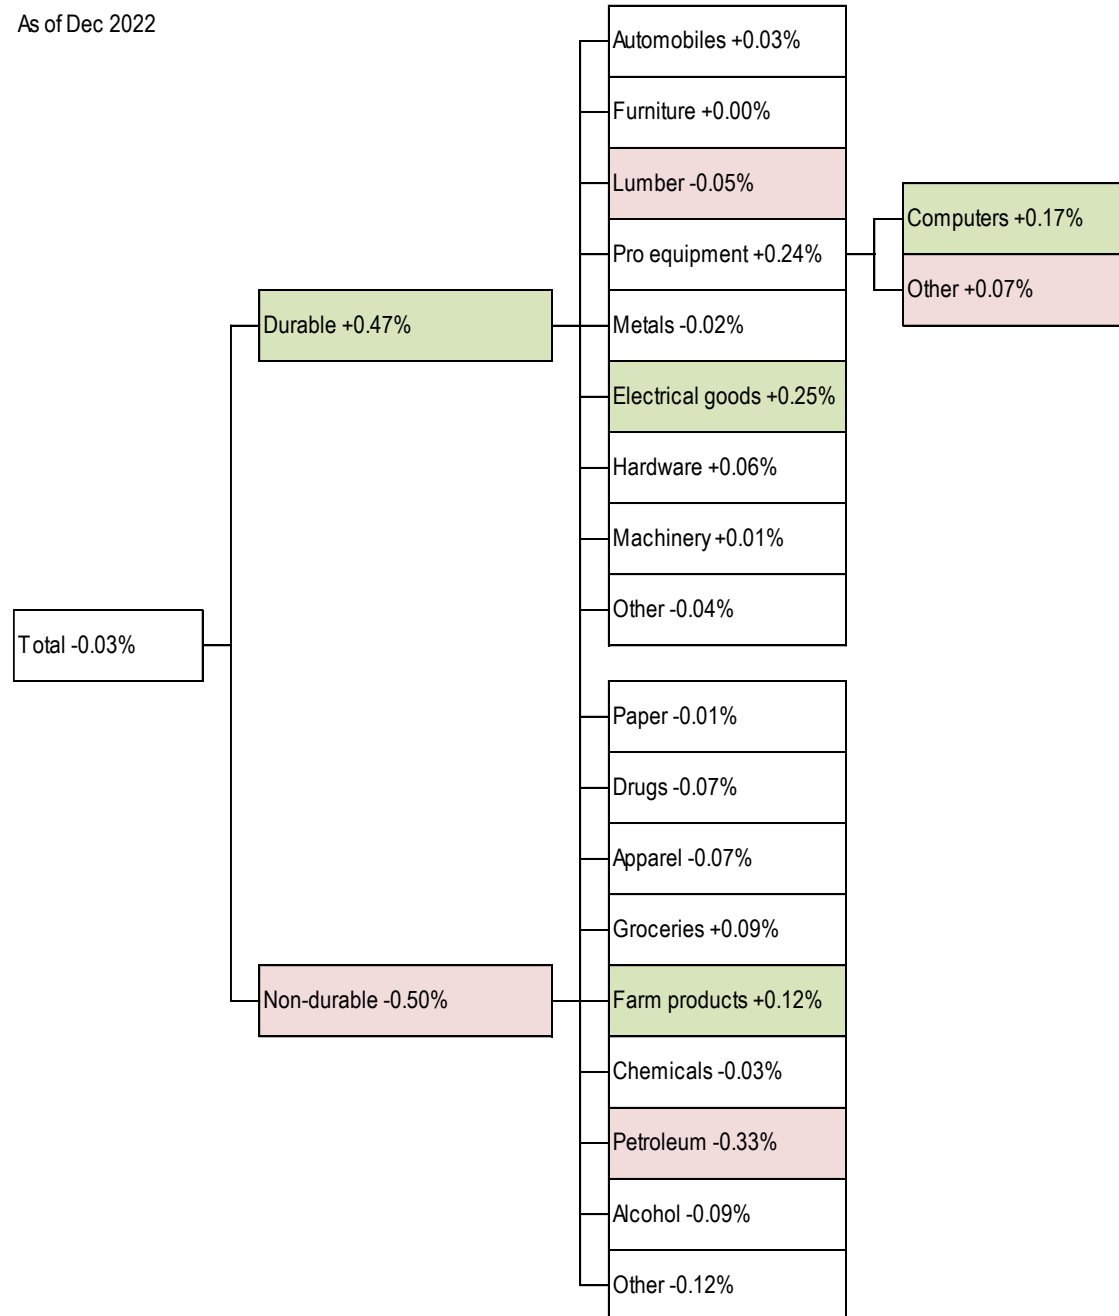 As of Dec 2022
Total -0.03%
Durable +0.47%
Automobiles +0.03%
Furniture +0.00%
Lumber -0.05%
Pro equipment +0.24%
Computers +0.17%
Other +0.07%
Metals -0.02%
Electrical goods +0.25%
Hardware +0.06%
Machinery +0.01%
Other -0.04%
Non-durable -0.50%
Paper -0.01%
Drugs -0.07%
Apparel -0.07%
Groceries +0.09%
Farm products +0.12%
Chemicals -0.03%
Petroleum -0.33%
Alcohol -0.09%
Other -0.12%